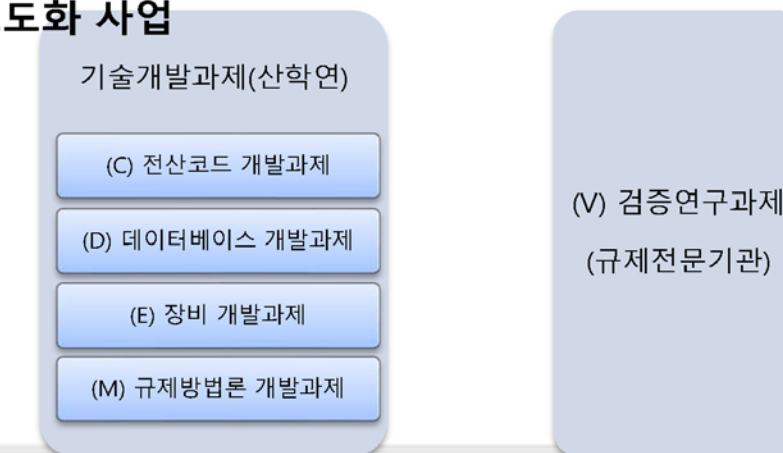 도화 사업
기술개발과제(산학연)
(C) 전산코드 개발과제
(D) 데이터베이스 개발과제
(E) 장비 개발과제
(M) 규제방법론 개발과제
(V) 검증연구과제
(규제전문기관)